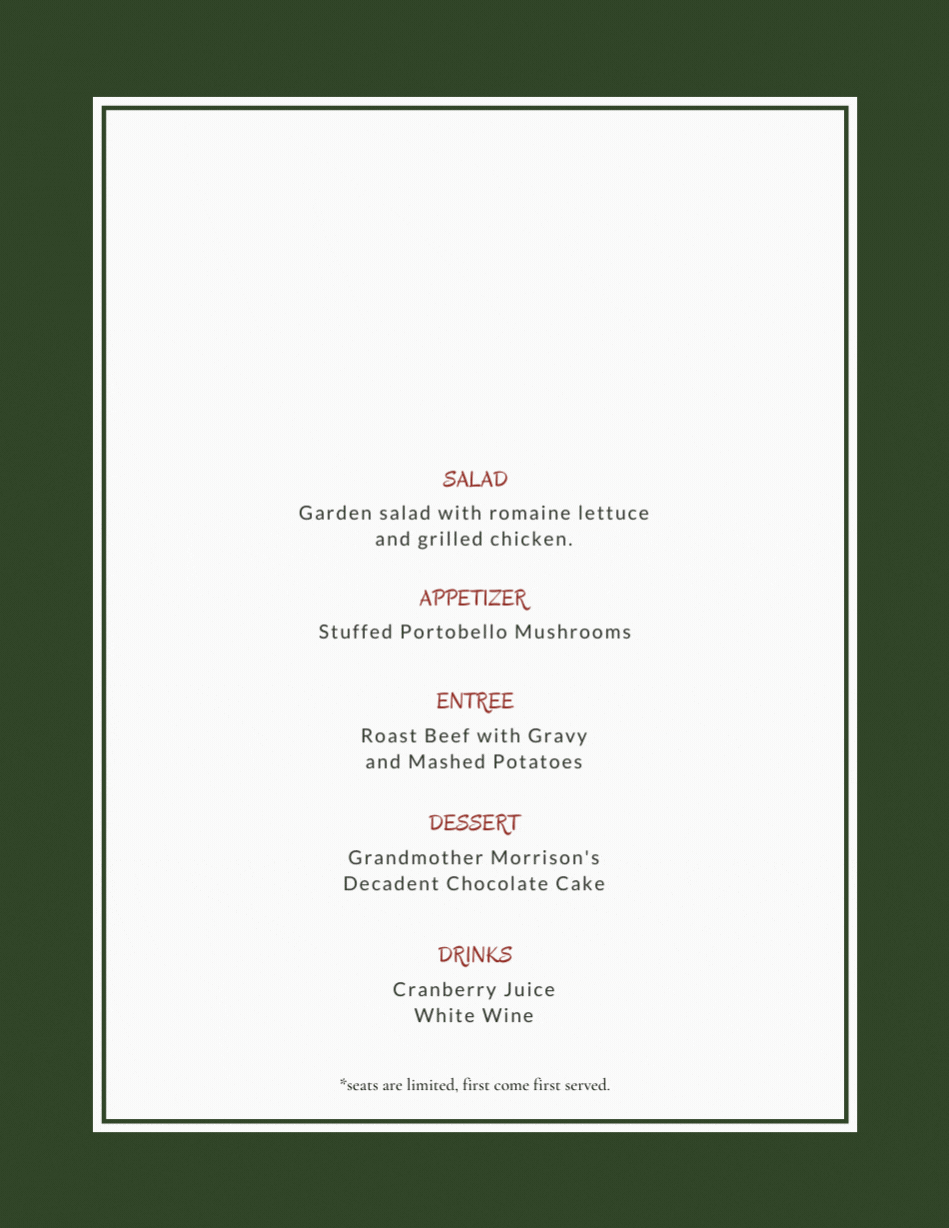 SALAD
Garden salad with romaine lettuce
and grilled chicken.
APPETIZER
Stuffed Portobello Mushrooms
ENTREE
Roast Beef with Gravy
and Mashed Potatoes
DESSERT
Grandmother Morrison's
Decadent Chocolate Cake
DRINKS
Cranberry Juice
White Wine
*seats are limited, first come first served.